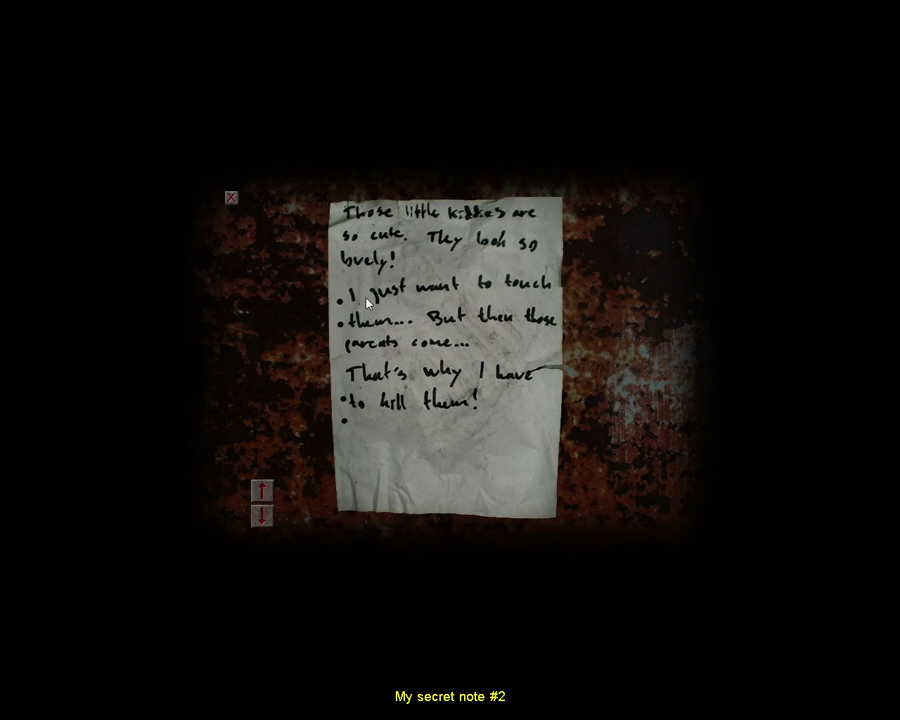 Those little kiddies are
so cute. They look so
lovely!
I just want to touch
them... But then those
parents come...
That's why I have
to kill them!
My secret note #2